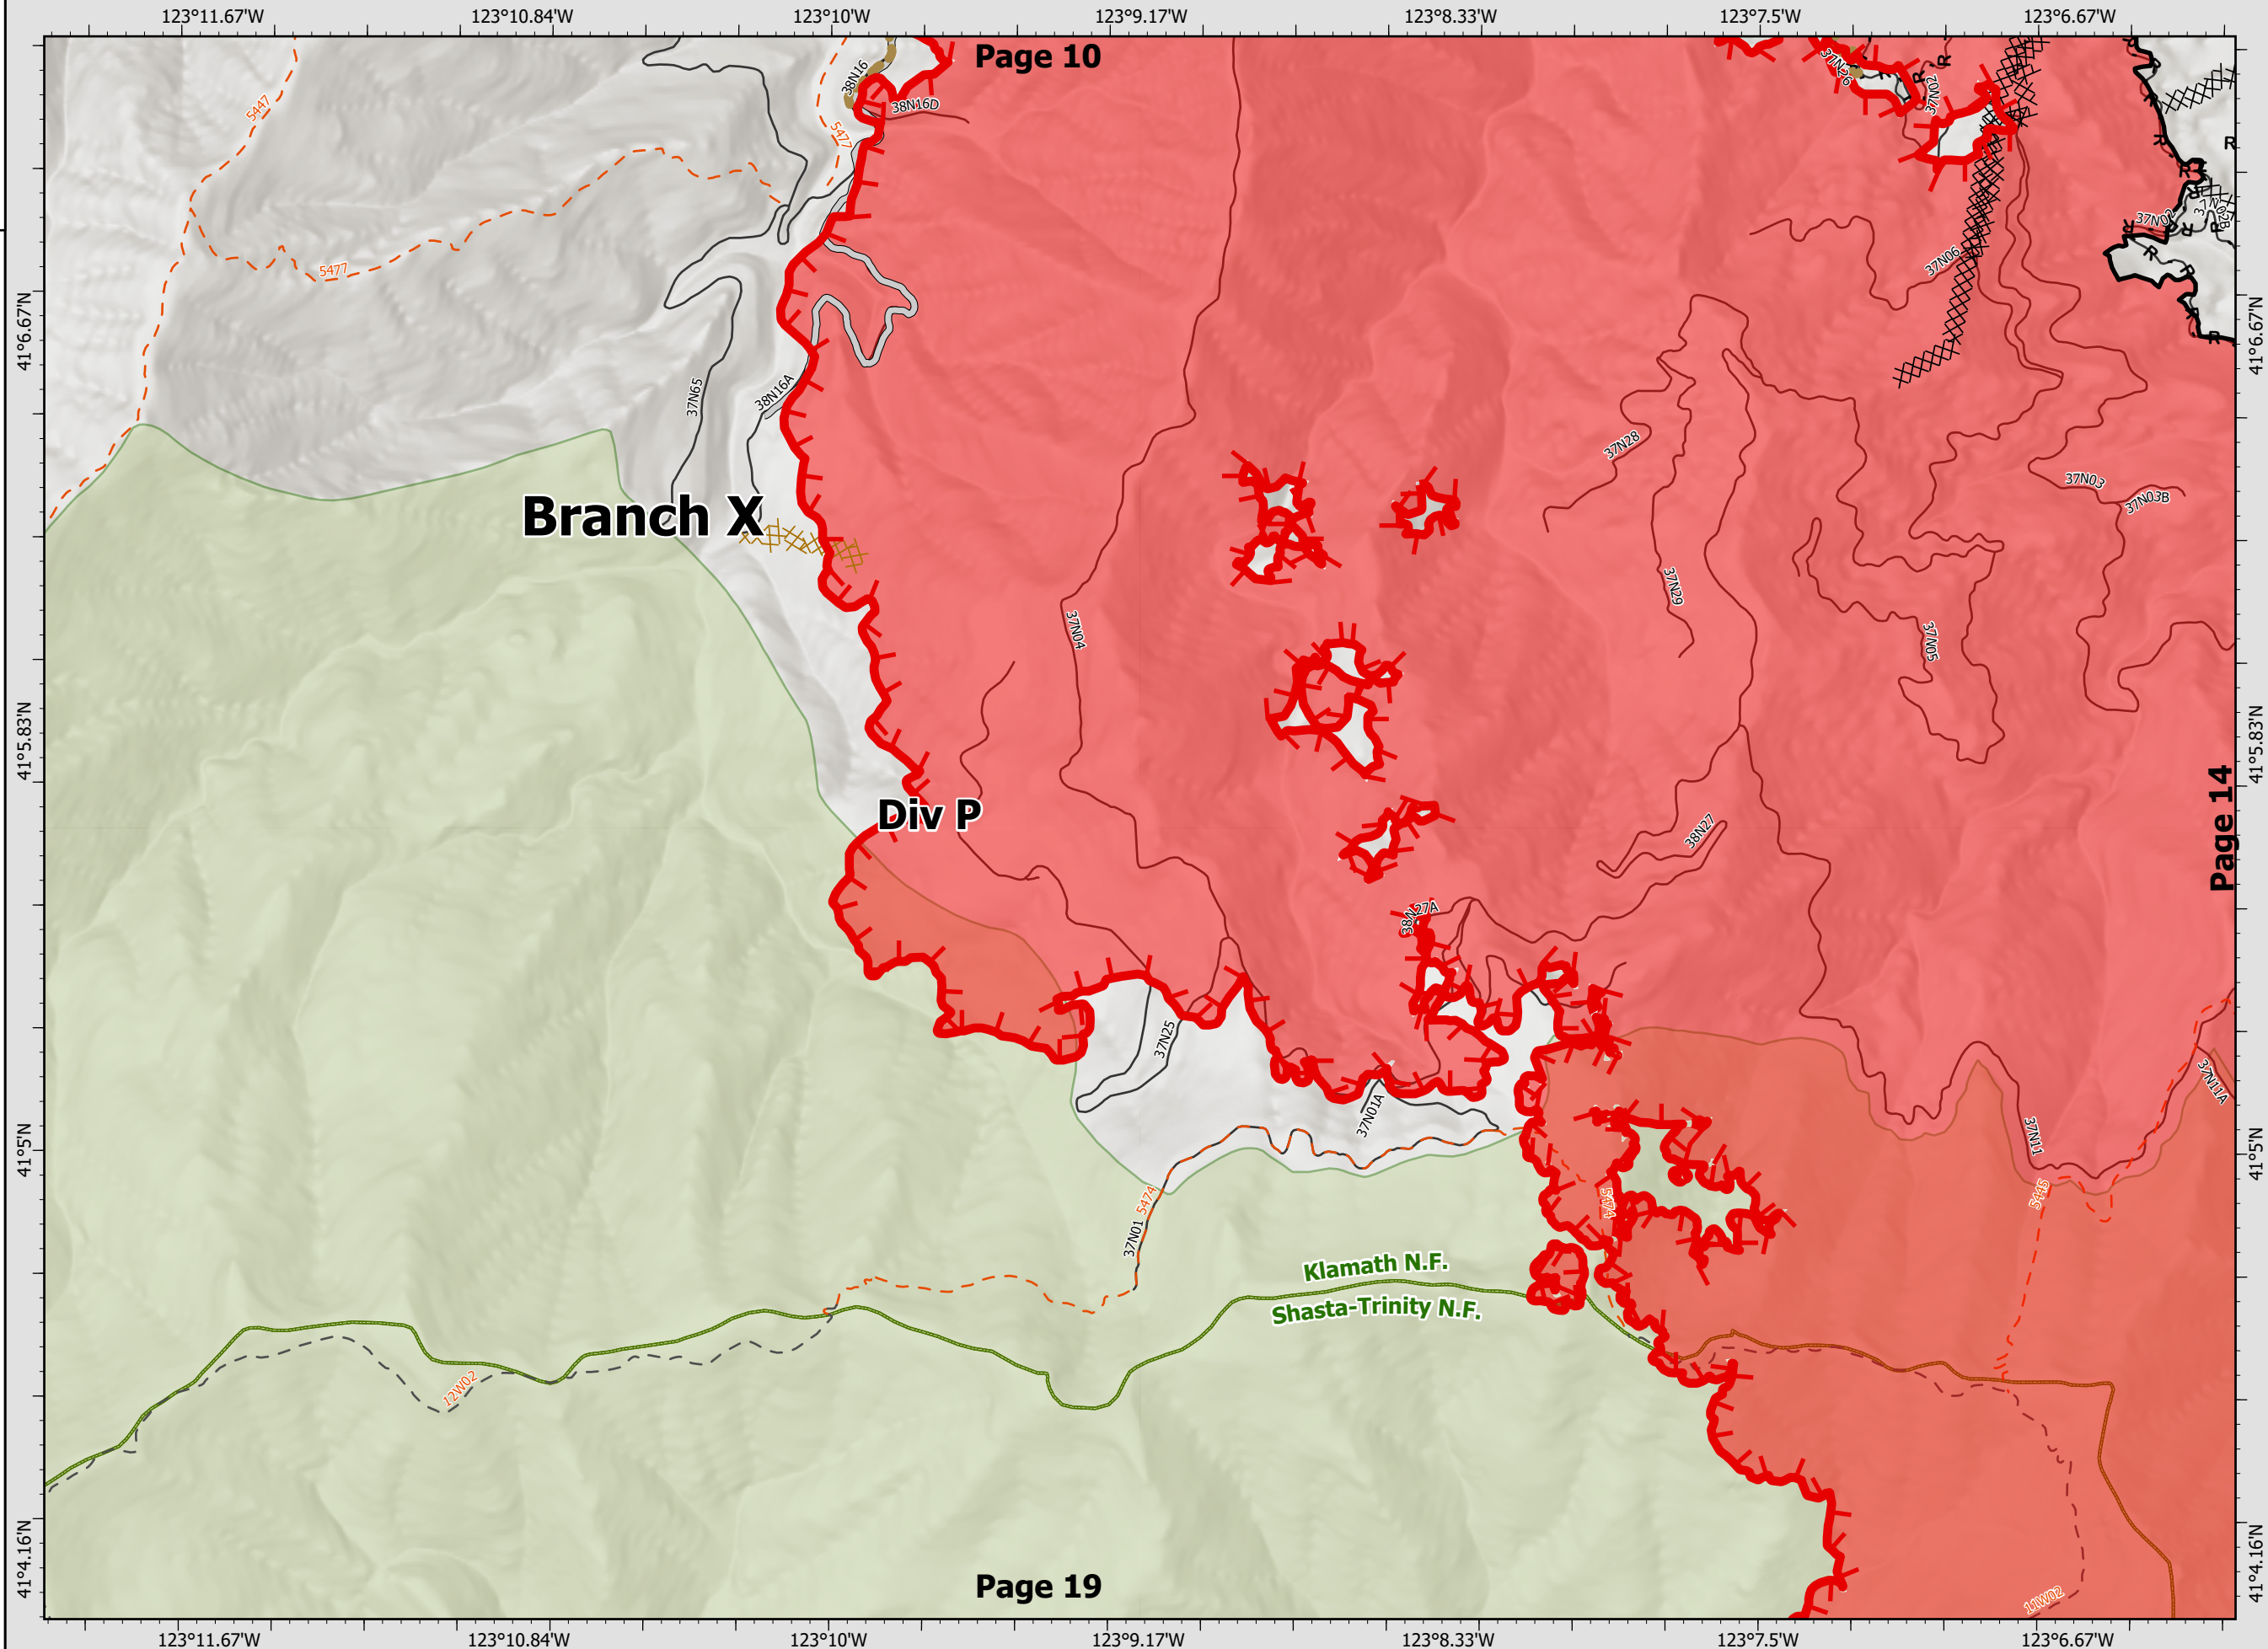 123°11.67'W
123°10.84'W
123°10'W
123°9.17'W
123°8.33'W
123°7.5'W
123°6.67'W
Page 10
5447
38N16
38N16D
5477
37N26
37N02
37N02
5477
37N06
41°6.67'N
41°6.67'N
37N65
38N16A
37N28
37N03
37N03B
Branch X
37N29
37N04
37N05
41°5.83'N
41°5.83'N
Page 14
Div P
38N27
38N27A
37N25
37N01A
37N11A
37N11
41°5'N
41°5'N
5474
5474
5445
37N01
Klamath N.F.
Shasta-Trinity N.F.
12W02
41°4.16'N
41°4.16'N
Page 19
11W02
123°11.67'W
123°10.84'W
123°10'W
123°9.17'W
123°8.33'W
123°7.5'W
123°6.67'W